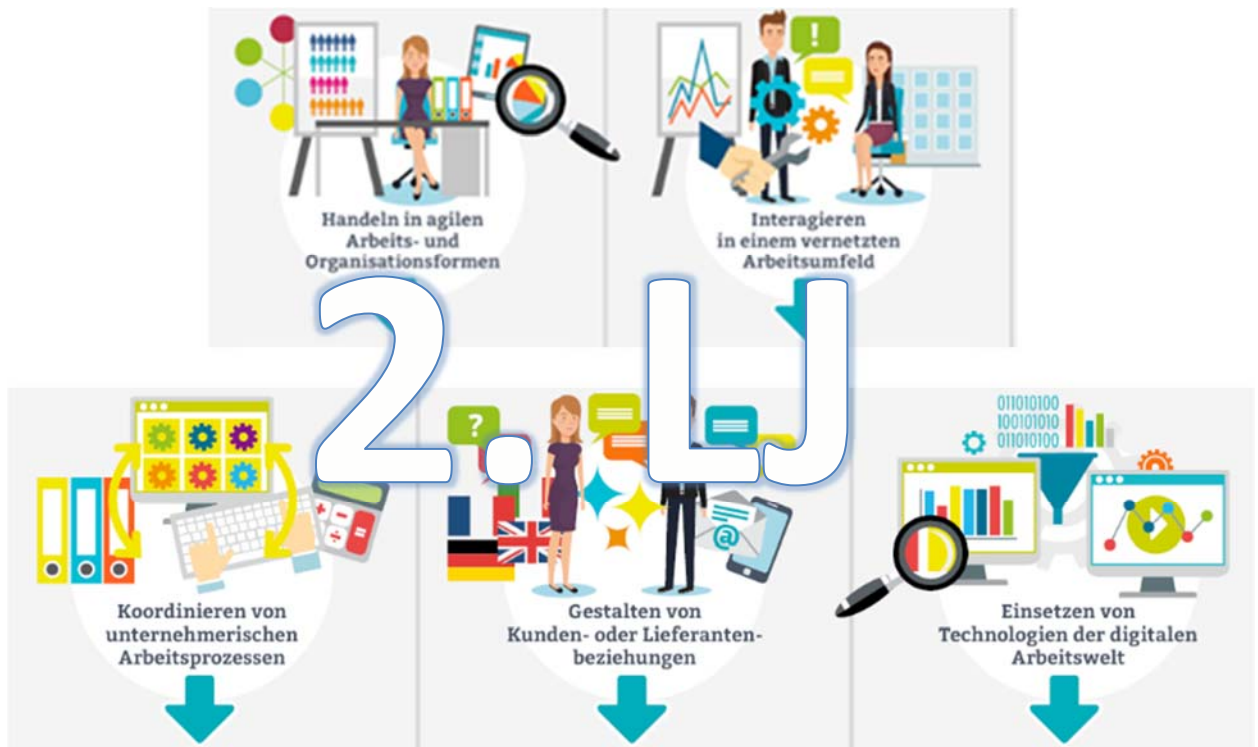 !
Handeln in agilen
Arbeits- und
Organisationsformen
Interagieren
in einem vernetzten
Arbeitsumfeld
2. LJ
?
@
+ -
011010100
100101010
011010100
Koordinieren von
unternehmerischen
Arbeitsprozessen
Gestalten von
Kunden- oder Lieferanten-
beziehungen
Einsetzen von
Technologien der digitalen
Arbeitswelt